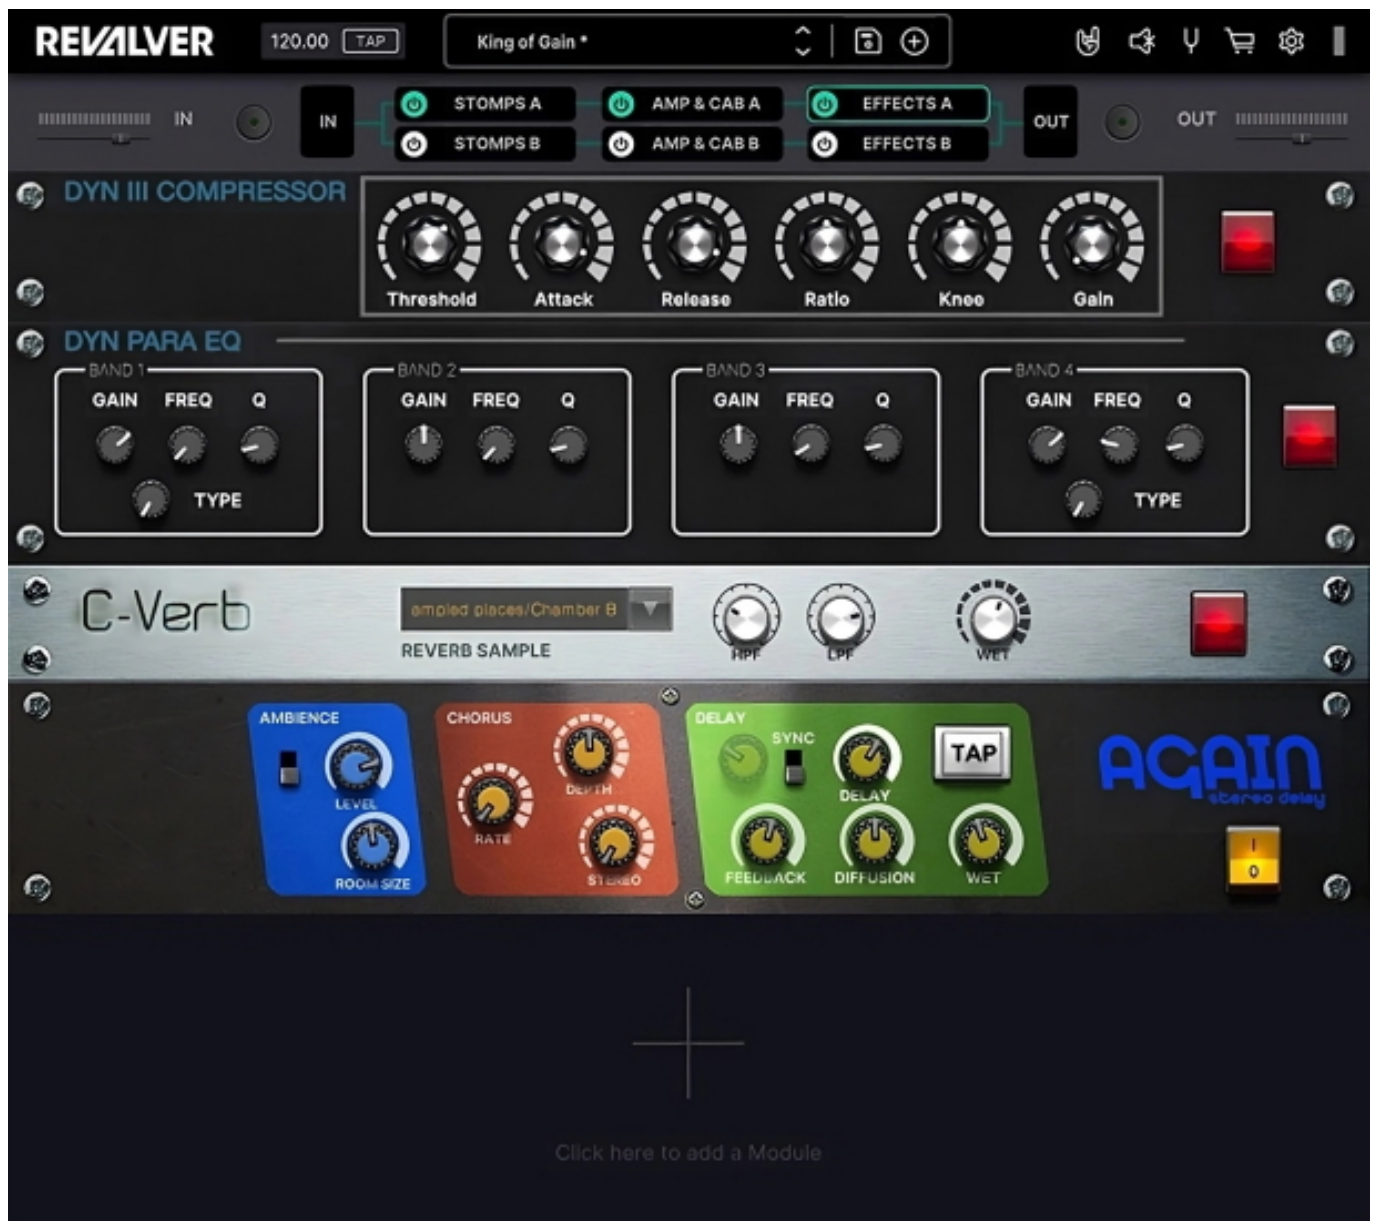 REVALVER
120.00 TAP
King of Gain *
IN
IN
STOMPS A
AMP & CAB A
EFFECTS A
STOMPS B
AMP & CAB B
EFFECTS B
OUT
OUT
DYN III COMPRESSOR
Threshold Attack Release Ratio Knee Gain
DYN PARA EQ
BAND 1
GAIN FREQ Q
TYPE
BAND 2
GAIN FREQ Q
BAND 3
GAIN FREQ Q
BAND 4
GAIN FREQ Q
TYPE
C-Verb
ampled places/Chamber B
REVERB SAMPLE
HPF LPF WET
AMBIENCE
LEVEL
ROOM SIZE
CHORUS
DEPTH
RATE
STEREO
DELAY
SYNC
DELAY
TAP
FEEDBACK DIFFUSION WET
AGAIN
stereo delay
I
0
Click here to add a Module